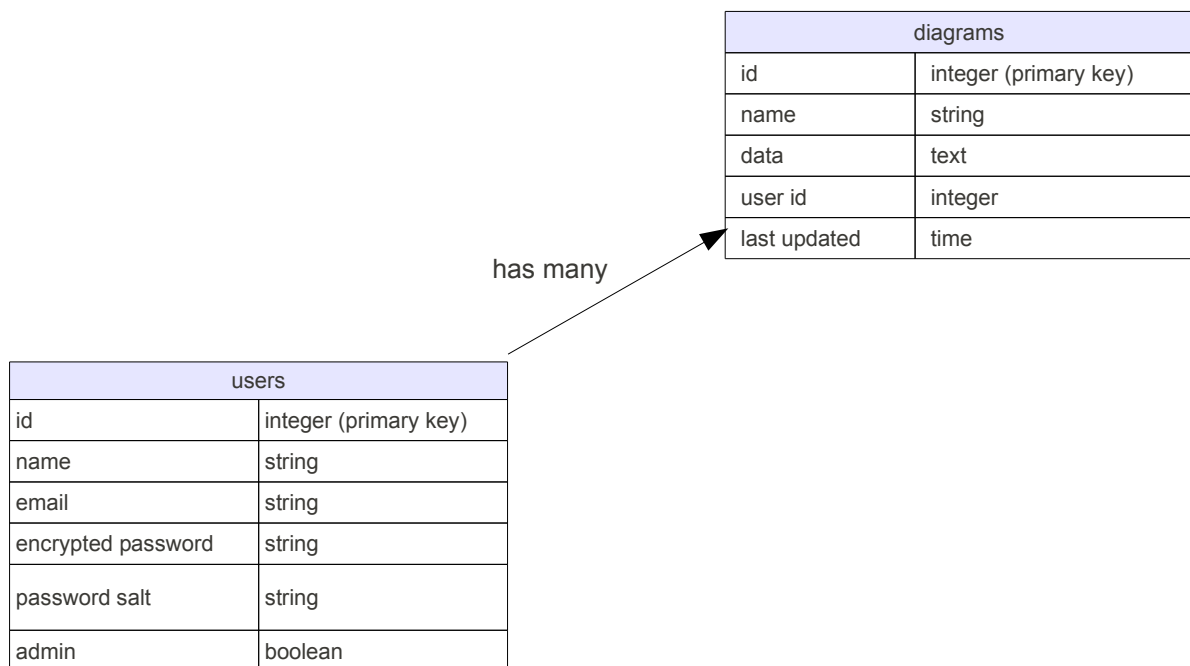 diagrams
id integer (primary key)
name string
data text
user id integer
last updated time
has many
users
id integer (primary key)
name string
email string
encrypted password string
password salt string
admin boolean